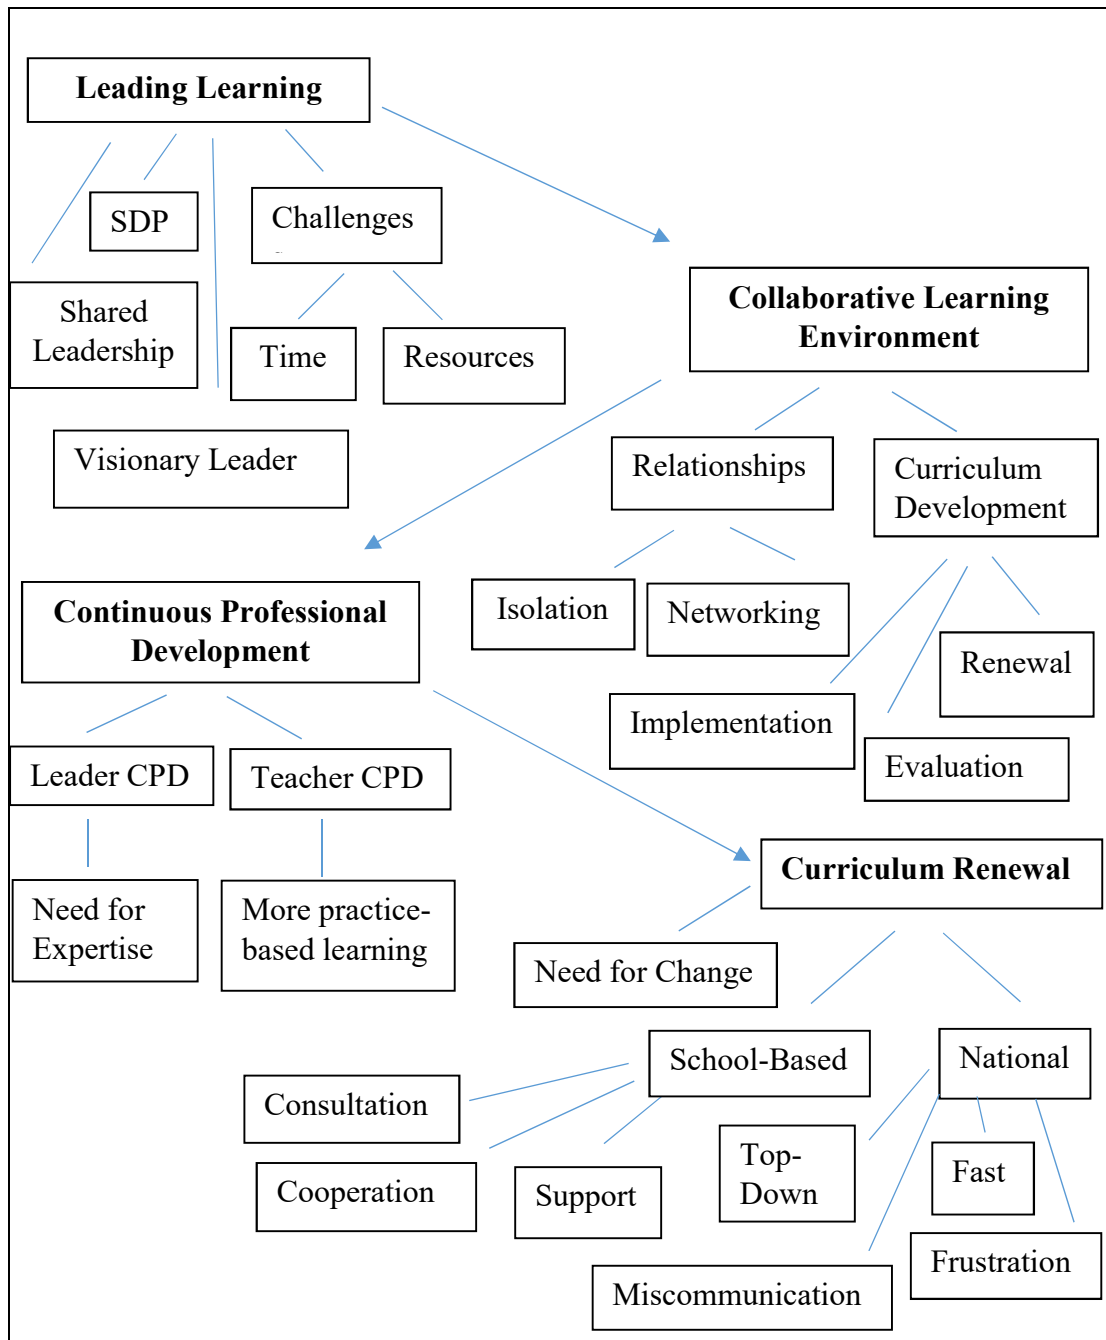 Leading Learning
SDP
Challenges
Shared
Leadership
Time
Resources
Visionary Leader
Collaborative Learning
Environment
Relationships
Curriculum
Development
Isolation
Networking
Renewal
Implementation
Evaluation
Continuous Professional
Development
Leader CPD
Teacher CPD
Need for
Expertise
More practice-
based learning
Curriculum Renewal
Need for Change
School-Based
National
Consultation
Cooperation
Support
Top-
Down
Fast
Frustration
Miscommunication